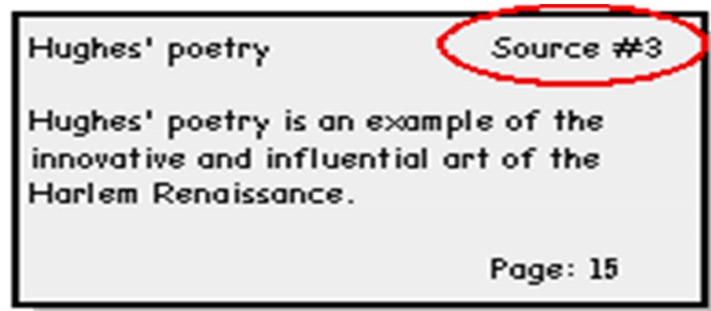 Hughes' poetry Source #3
Hughes' poetry is an example of the
innovative and influential art of the
Harlem Renaissance.
Page: 15